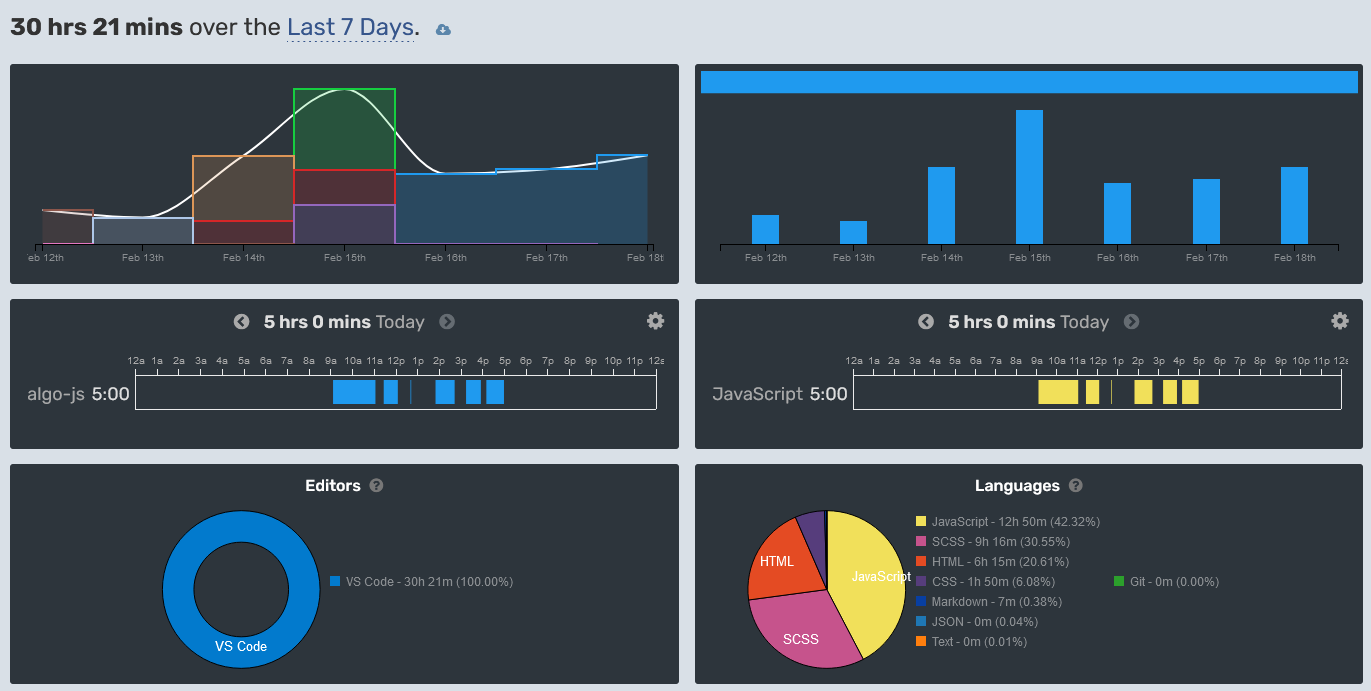 30 hrs 21 mins over the Last 7 Days.
eb 12th Feb 13th Feb 14th Feb 15th Feb 16th Feb 17th Feb 18t
Feb 12th Feb 13th Feb 14th Feb 15th Feb 16th Feb 17th Feb 18th
5 hrs 0 mins Today
12a 1a 2a 3a 4a 5a 6a 7a 8a 9a 10a 11a 12p 1p 2p 3p 4p 5p 6p 7p 8p 9p 10p 11p 12a
algo-js 5:00
5 hrs 0 mins Today
12a 1a 2a 3a 4a 5a 6a 7a 8a 9a 10a 11a 12p 1p 2p 3p 4p 5p 6p 7p 8p 9p 10p 11p 12a
JavaScript 5:00
Editors ?
VS Code - 30h 21m (100.00%)
VS Code
Languages ?
HTML
JavaScript
SCSS
JavaScript - 12h 50m (42.32%)
SCSS - 9h 16m (30.55%)
HTML - 6h 15m (20.61%)
CSS - 1h 50m (6.08%)
Markdown - 7m (0.38%)
JSON - 0m (0.04%)
Text - 0m (0.01%)
Git - 0m (0.00%)